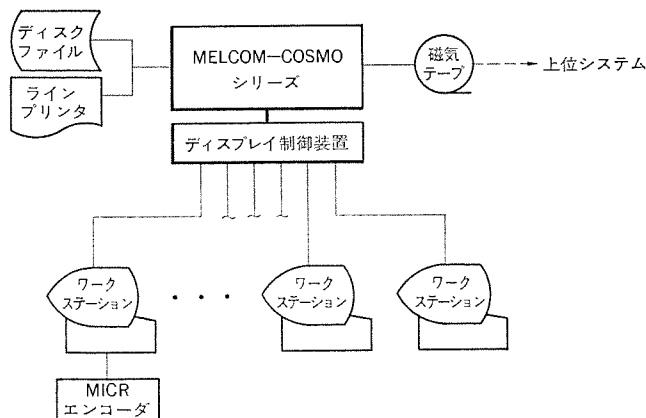 ディスク
ファイル
ライン
プリンタ
MELCOM―COSMO
シリーズ
磁気
テープ
上位システム
ディスプレイ制御装置
ワーク
ステーション
ワーク
ステーション
ワーク
ステーション
MICR
エンコーダ